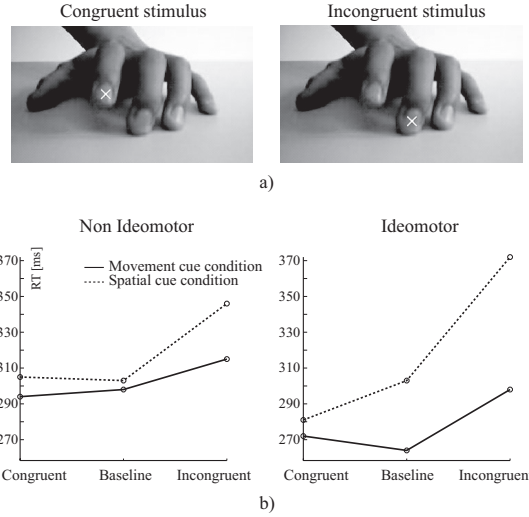 Congruent stimulus
Incongruent stimulus
a)
Non Ideomotor
Ideomotor
RT [ms]
Movement cue condition
Spatial cue condition
370
350
330
310
290
270
Congruent Baseline Incongruent
370
350
330
310
290
270
Congruent Baseline Incongruen
b)